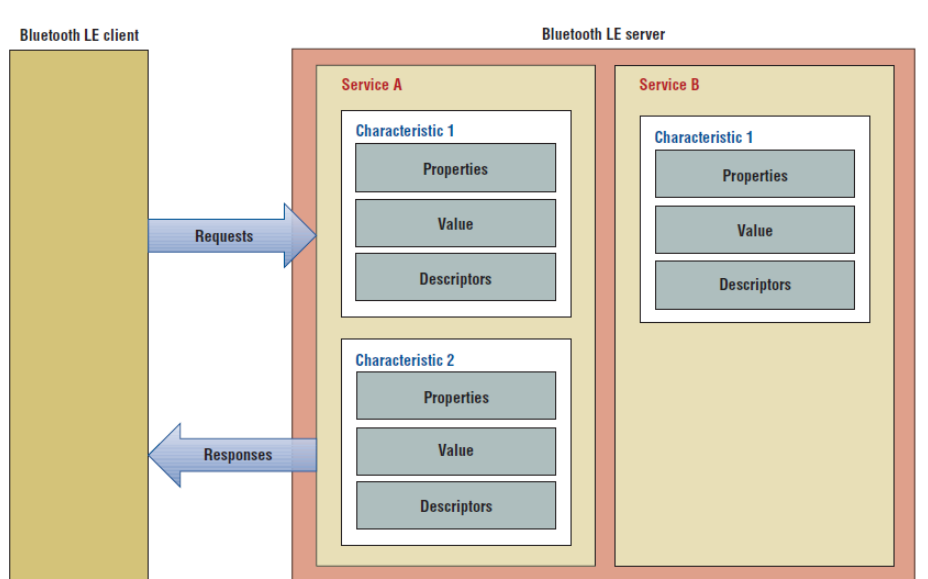 Bluetooth LE client
Bluetooth LE server
Service A
Characteristic 1
Properties
Value
Descriptors
Characteristic 2
Properties
Value
Descriptors
Service B
Characteristic 1
Properties
Value
Descriptors
Requests
Responses